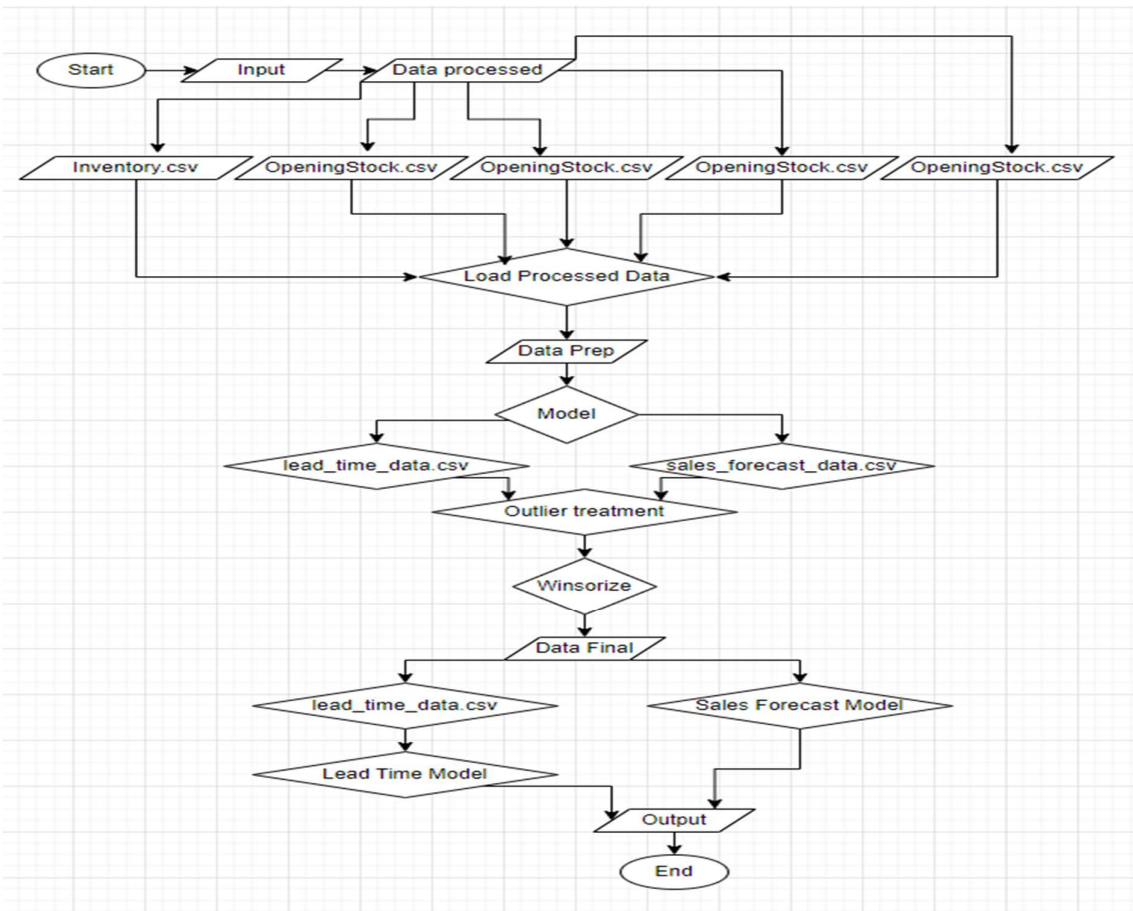 Start
Input
Data processed
Inventory.csv
OpeningStock.csv
OpeningStock.csv
OpeningStock.csv
OpeningStock.csv
Load Processed Data
Data Prep
Model
lead_time_data.csv
sales_forecast_data.csv
Outlier treatment
Winsorize
Data Final
lead_time_data.csv
Sales Forecast Model
Lead Time Model
Output
End